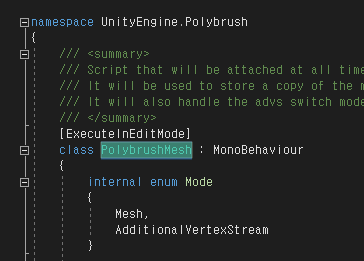 namespace UnityEngine.Polybrush
{
/// <summary>
/// Script that will be attached at all time
/// It will be used to store a copy of the
/// It will also handle the advs switch mode
/// </summary>
[ExecuteInEditMode]
class PolybrushMesh : MonoBehaviour
{
internal enum Mode
{
Mesh,
AdditionalVertexStream
}